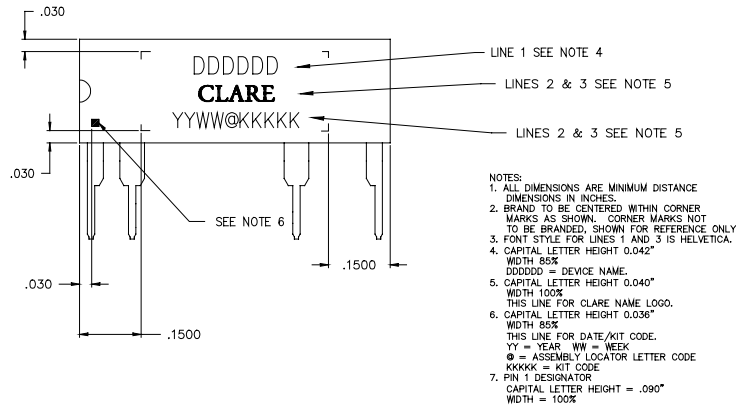 .030
DDDDDD
CLARE
YYWW@KKKKK
LINE 1 SEE NOTE 4
LINES 2 & 3 SEE NOTE 5
LINES 2 & 3 SEE NOTE 5
.030
SEE NOTE 6
.030
.1500
.1500
NOTES:
1. ALL DIMENSIONS ARE MINIMUM DISTANCE
DIMENSIONS IN INCHES.
2. BRAND TO BE CENTERED WITHIN CORNER
MARKS AS SHOWN. CORNER MARKS NOT
TO BE BRANDED, SHOWN FOR REFERENCE ONLY
3. FONT STYLE FOR LINES 1 AND 3 IS HELVETICA.
4. CAPITAL LETTER HEIGHT 0.042"
WIDTH 85%
DDDDDD = DEVICE NAME.
5. CAPITAL LETTER HEIGHT 0.040"
WIDTH 100%
THIS LINE FOR CLARE NAME LOGO.
6. CAPITAL LETTER HEIGHT 0.036"
WIDTH 85%
THIS LINE FOR DATE/KIT CODE.
YY = YEAR WW = WEEK
@ = ASSEMBLY LOCATOR LETTER CODE
KKKKK = KIT CODE
7. PIN 1 DESIGNATOR
CAPITAL LETTER HEIGHT = .090"
WIDTH = 100%